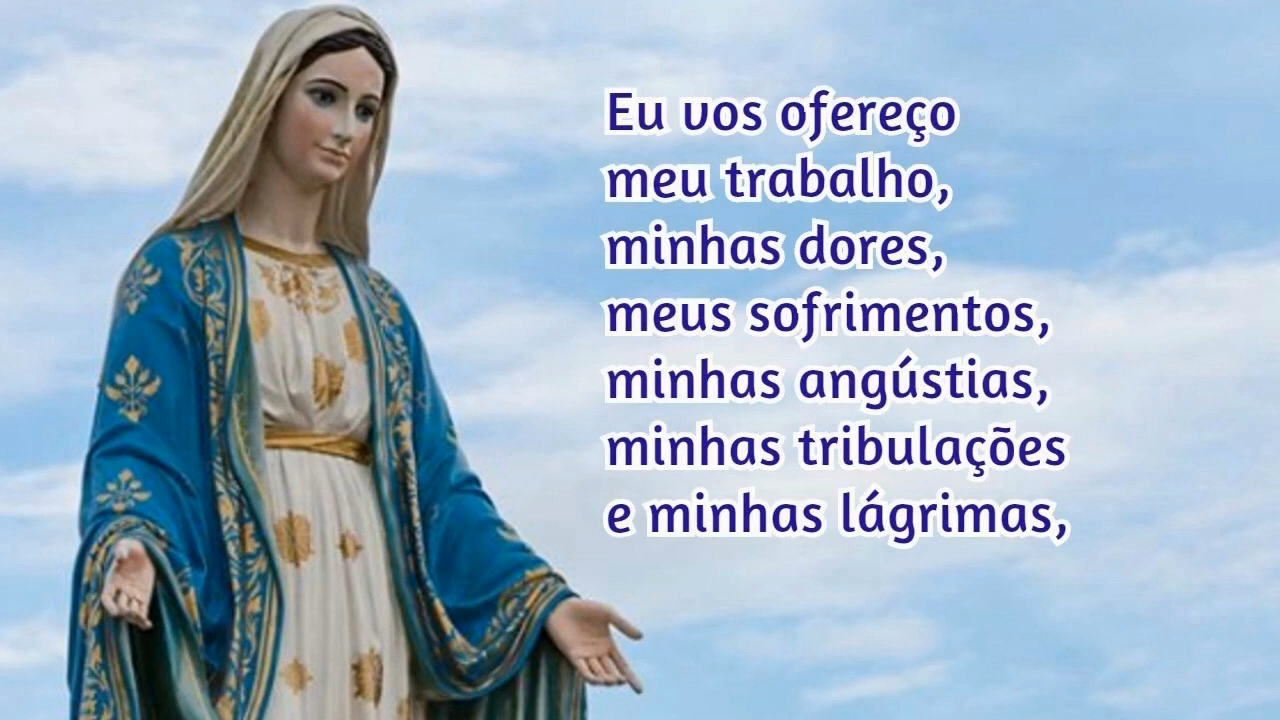 Eu vos ofereço
meu trabalho,
minhas dores,
meus sofrimentos,
minhas angústias,
minhas tribulações
e minhas lágrimas,